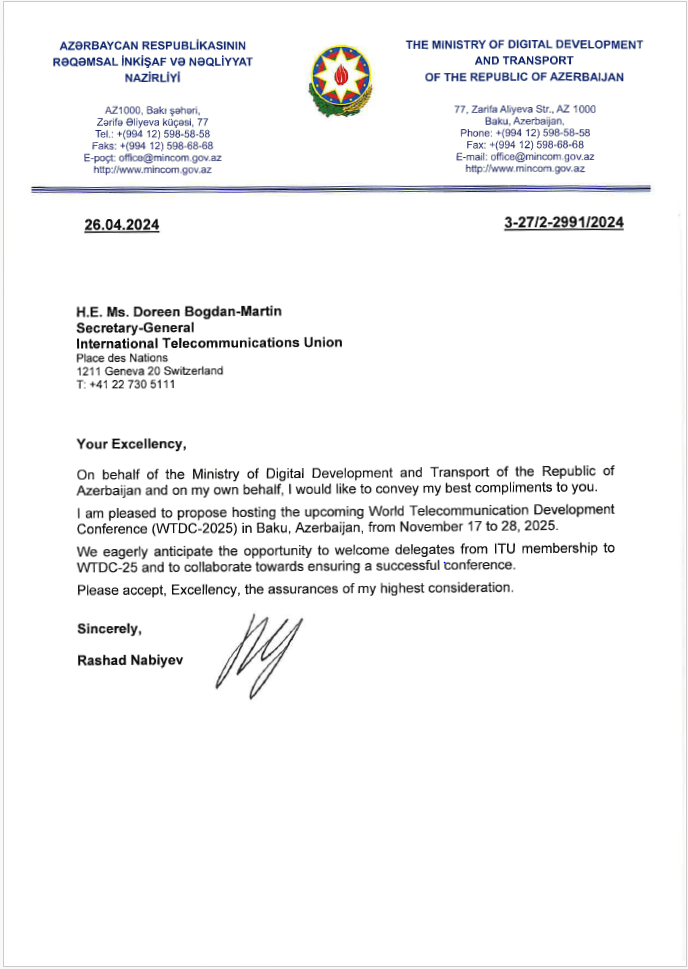 AZƏRBAYCAN RESPUBLİKASININ
RƏQƏMSAL İNKİŞAF VƏ NƏQLİYYAT
NAZİRLİYİ
AZ1000, Bakı şəhəri,
Zərifə Əliyeva küçəsi, 77
Tel.: +(994 12) 598-58-58
Faks: +(994 12) 598-68-68
E-poçt: office@mincom.gov.az
http://www.mincom.gov.az
THE MINISTRY OF DIGITAL DEVELOPMENT
AND TRANSPORT
OF THE REPUBLIC OF AZERBAIJAN
77, Zarifa Aliyeva Str., AZ 1000
Baku, Azerbaijan,
Phone: +(994 12) 598-58-58
Fax: +(994 12) 598-68-68
E-mail: office@mincom.gov.az
http://www.mincom.gov.az
26.04.2024
3-27/2-2991/2024
H.E. Ms. Doreen Bogdan-Martin
Secretary-General
International Telecommunications Union
Place des Nations
1211 Geneva 20 Switzerland
T: +41 22 730 5111
Your Excellency,
On behalf of the Ministry of Digital Development and Transport of the Republic of
Azerbaijan and on my own behalf, I would like to convey my best compliments to you.
I am pleased to propose hosting the upcoming World Telecommunication Development
Conference (WTDC-2025) in Baku, Azerbaijan, from November 17 to 28, 2025.
We eagerly anticipate the opportunity to welcome delegates from ITU membership to
WTDC-25 and to collaborate towards ensuring a successful conference.
Please accept, Excellency, the assurances of my highest consideration.
Sincerely,
Rashad Nabiyev